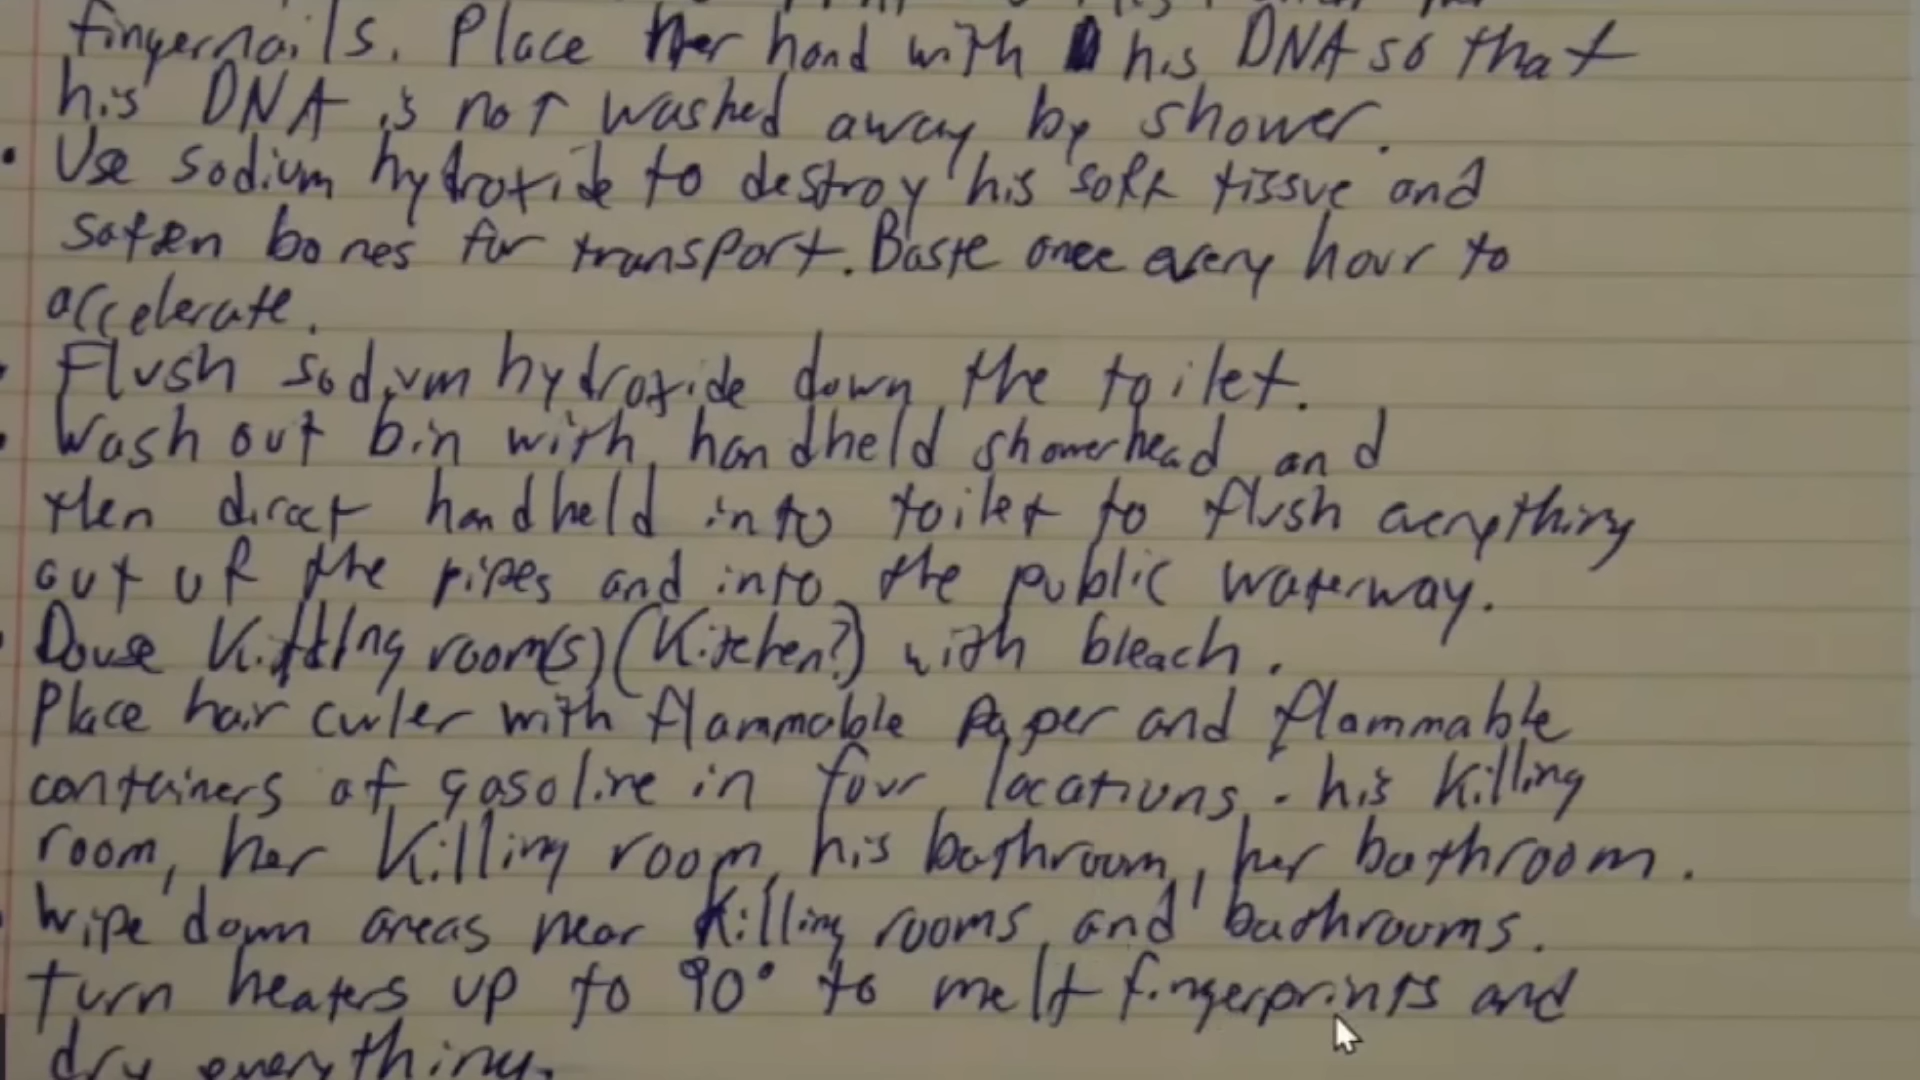 fingernails. Place her hand with his DNA so that
his DNA is not washed away by shower.
• Use sodium hydroxide to destroy his soft tissue and
soften bones for transport. Baste once every hour to
accelerate.
• Flush sodium hydroxide down the toilet.
• Wash out bin with handheld showerhead and
then direct handheld into toilet to flush everything
out of the pipes and into the public waterway.
• Douse Killing room(s) (Kitchen?) with bleach.
Place hair curler with flammable paper and flammable
containers of gasoline in four locations - his Killing
room, her Killing room, his bathroom, her bathroom.
• Wipe down areas near Killing rooms and bathrooms.
Turn heaters up to 90° to melt fingerprints and
dry everything.